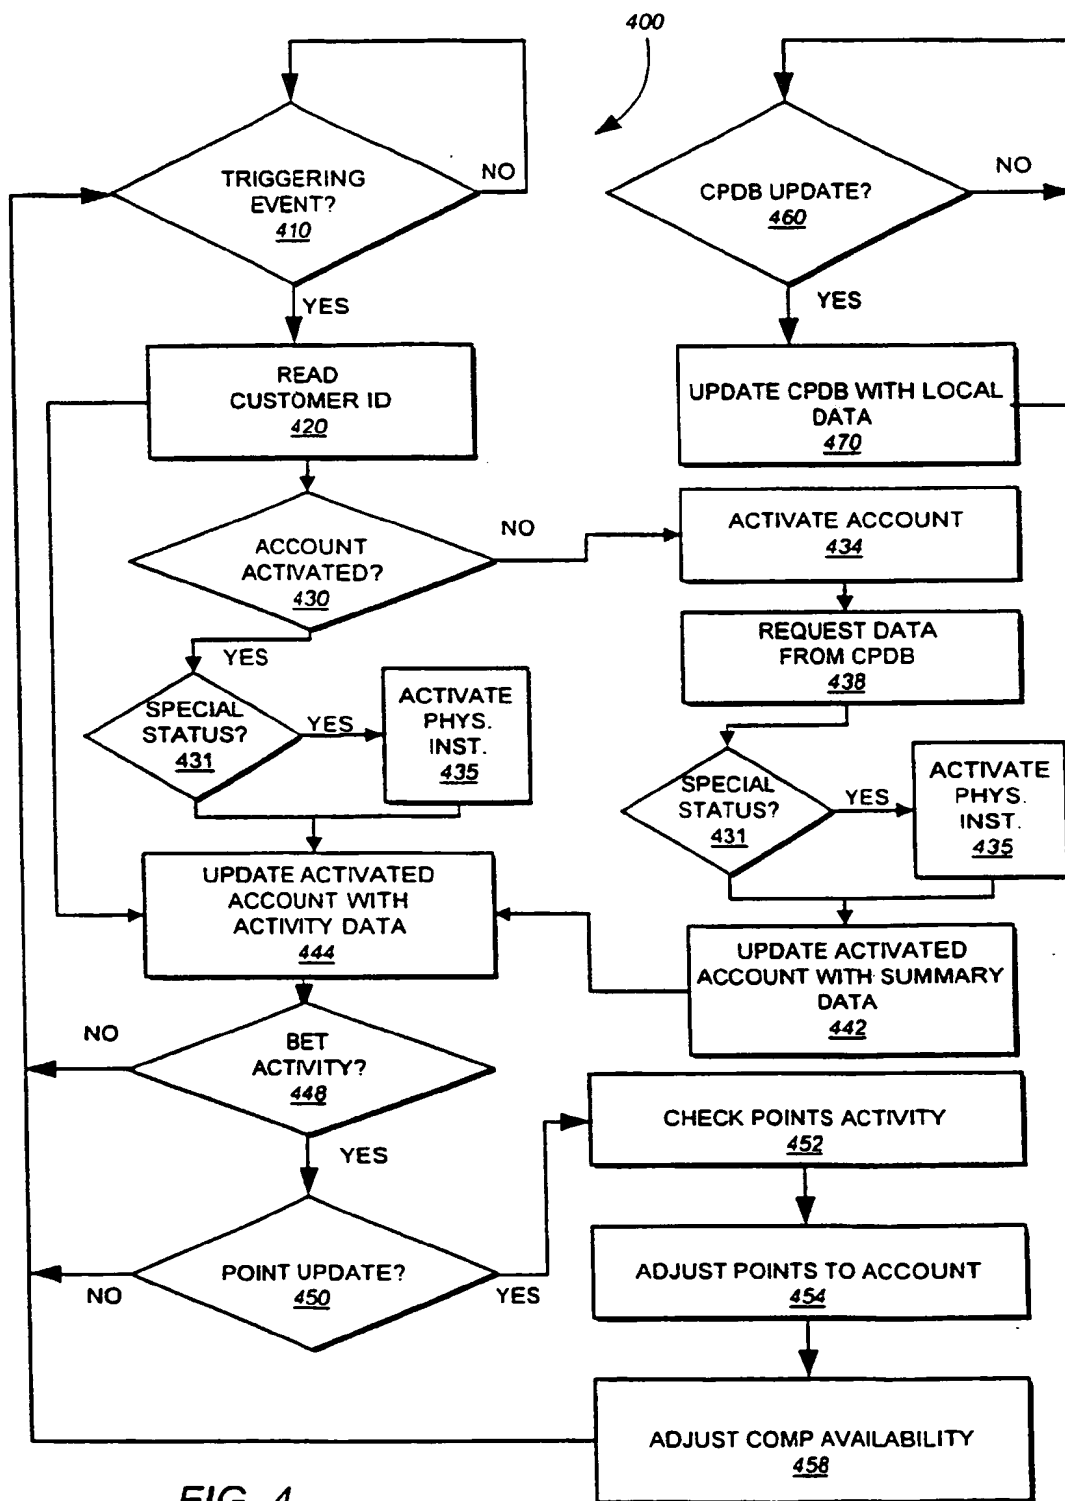 400
TRIGGERING
EVENT?
410
NO
YES
CPDB UPDATE?
460
NO
YES
READ
CUSTOMER ID
420
UPDATE CPDB WITH LOCAL
DATA
470
ACCOUNT
ACTIVATED?
430
NO
YES
ACTIVATE ACCOUNT
434
REQUEST DATA
FROM CPDB
438
SPECIAL
STATUS?
431
YES
ACTIVATE
PHYS.
INST.
435
SPECIAL
STATUS?
431
YES
ACTIVATE
PHYS.
INST.
435
UPDATE ACTIVATED
ACCOUNT WITH
ACTIVITY DATA
444
UPDATE ACTIVATED
ACCOUNT WITH SUMMARY
DATA
442
BET
ACTIVITY?
448
NO
YES
CHECK POINTS ACTIVITY
452
POINT UPDATE?
450
NO
YES
ADJUST POINTS TO ACCOUNT
454
ADJUST COMP AVAILABILITY
458
FIG. 4